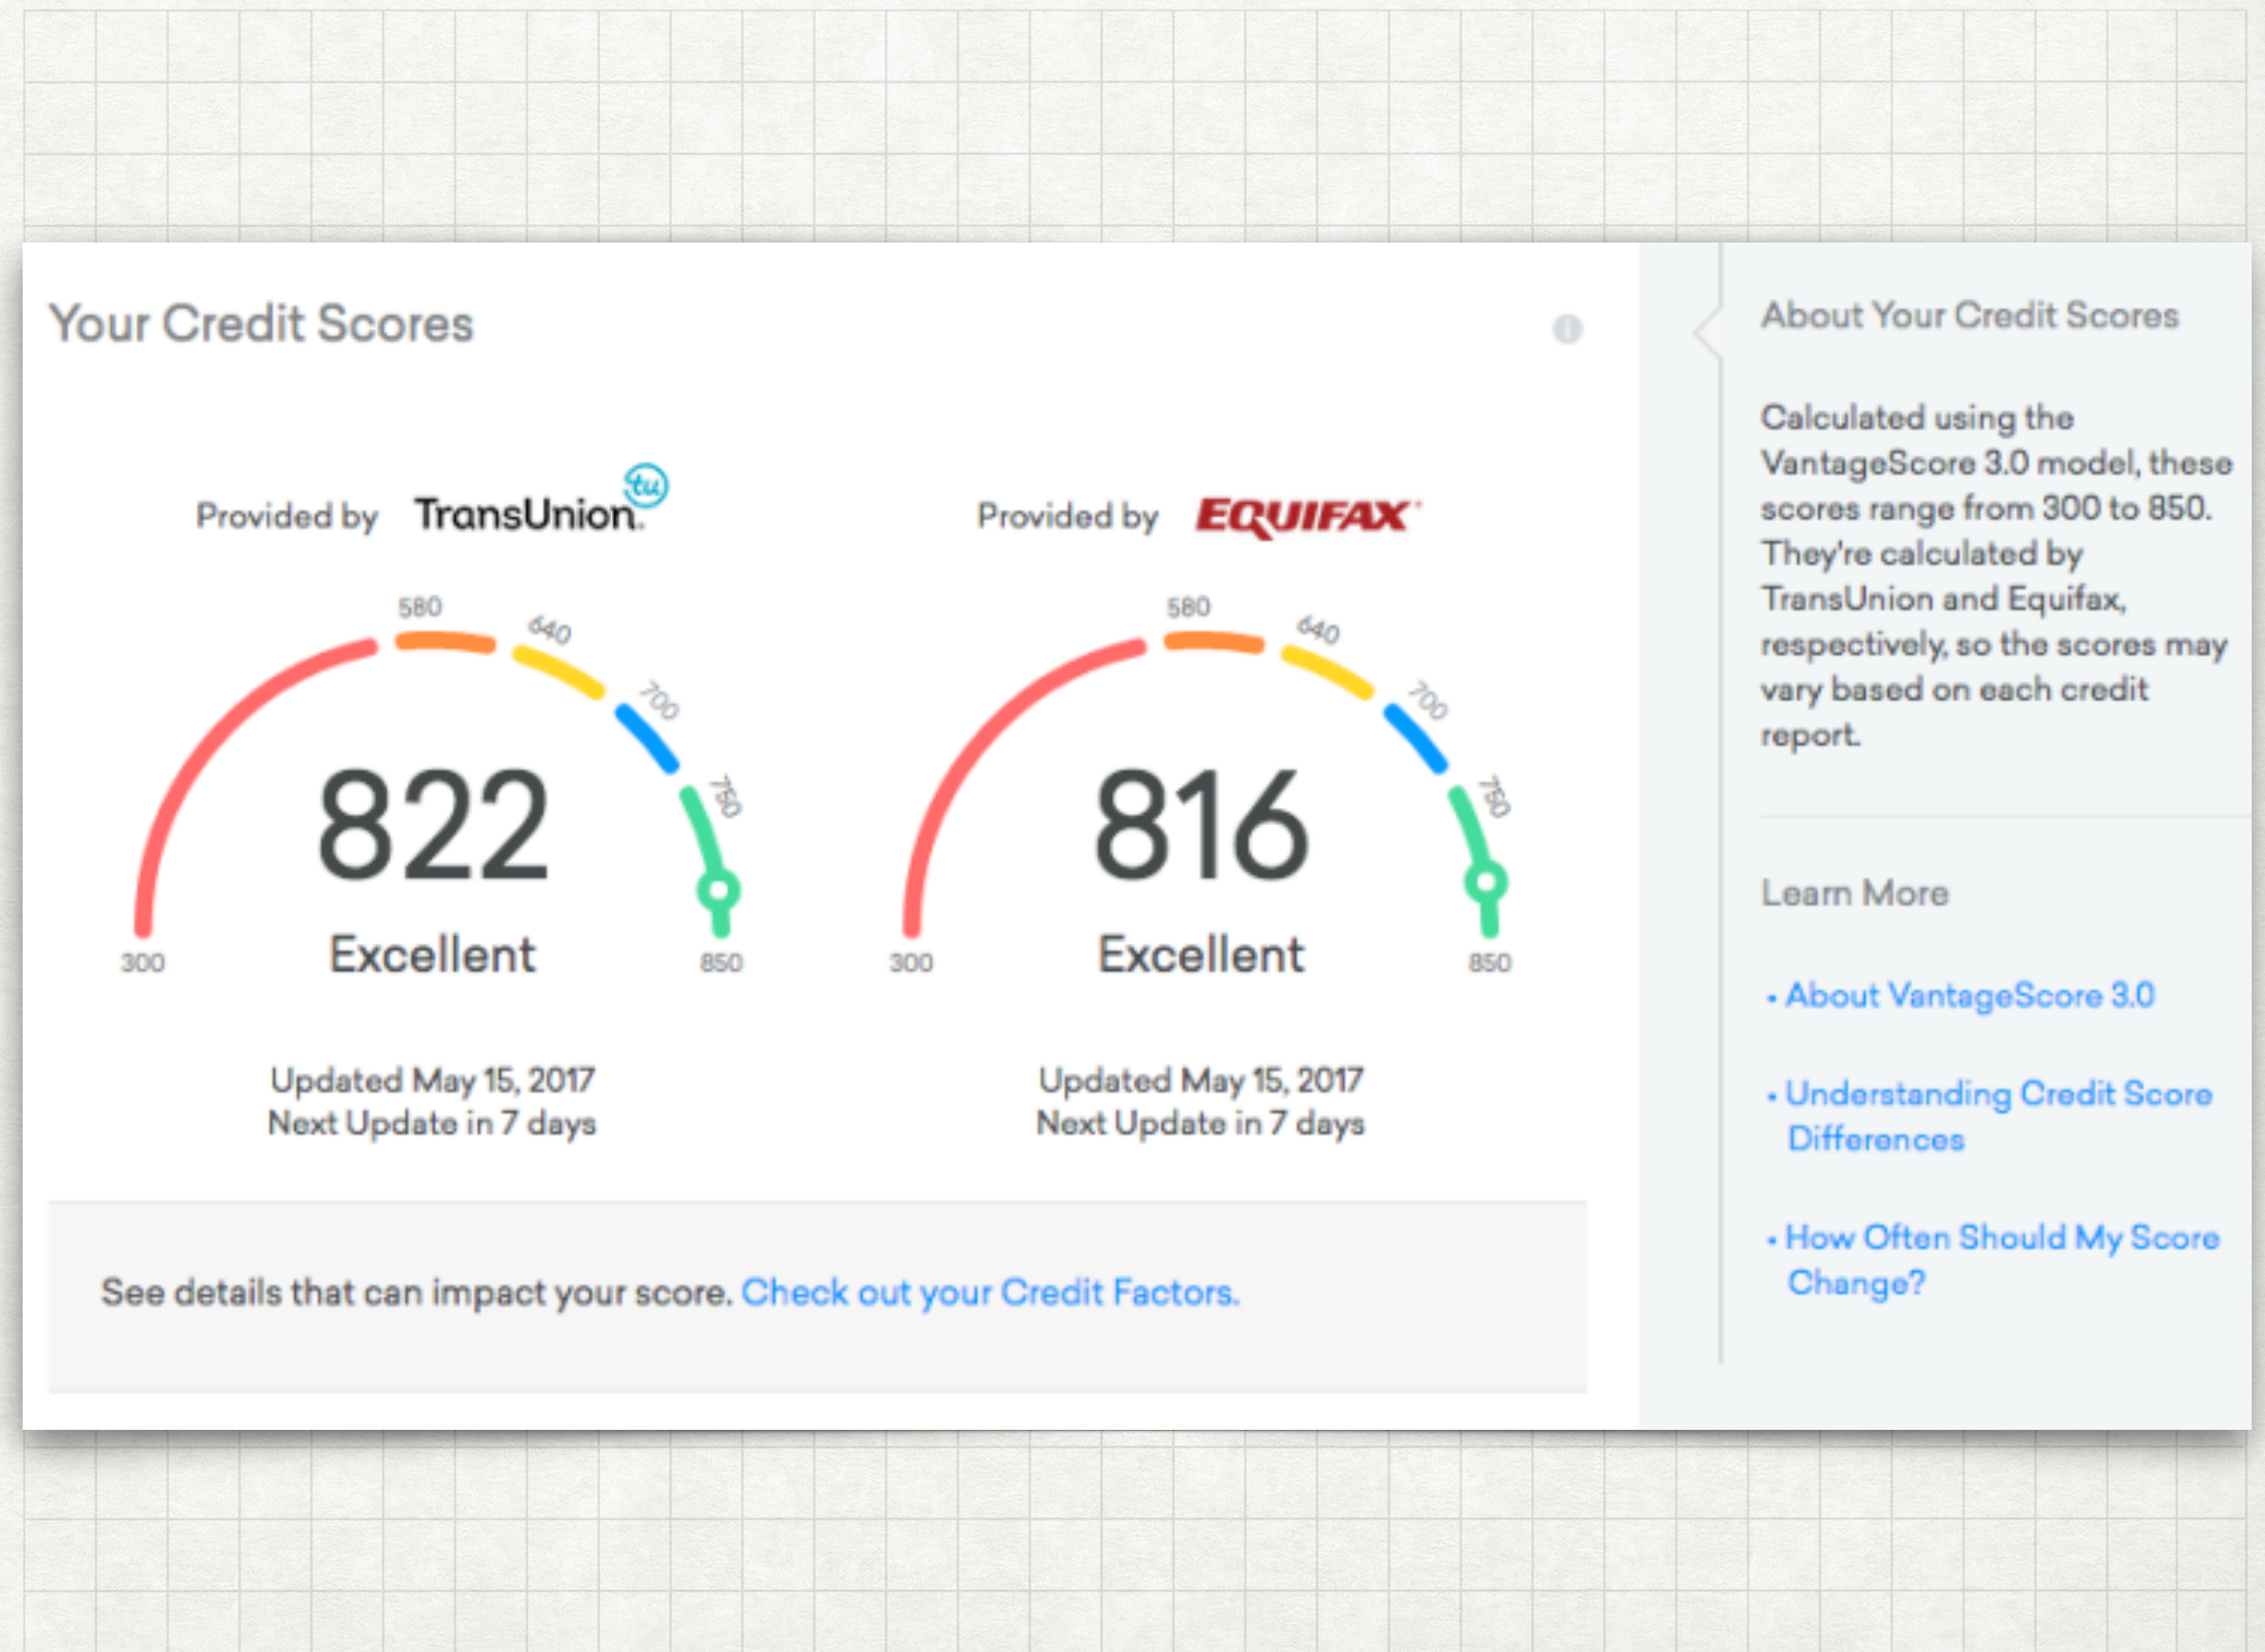 Your Credit Scores
Provided by TransUnion.
tu
580
640
700
750
822
Excellent
300
850
Updated May 15, 2017
Next Update in 7 days
Provided by EQUIFAX
580
640
700
750
816
Excellent
300
850
Updated May 15, 2017
Next Update in 7 days
See details that can impact your score. Check out your Credit Factors.
About Your Credit Scores
Calculated using the
VantageScore 3.0 model, these
scores range from 300 to 850.
They're calculated by
TransUnion and Equifax,
respectively, so the scores may
vary based on each credit
report.
Learn More
• About VantageScore 3.0
• Understanding Credit Score
Differences
• How Often Should My Score
Change?